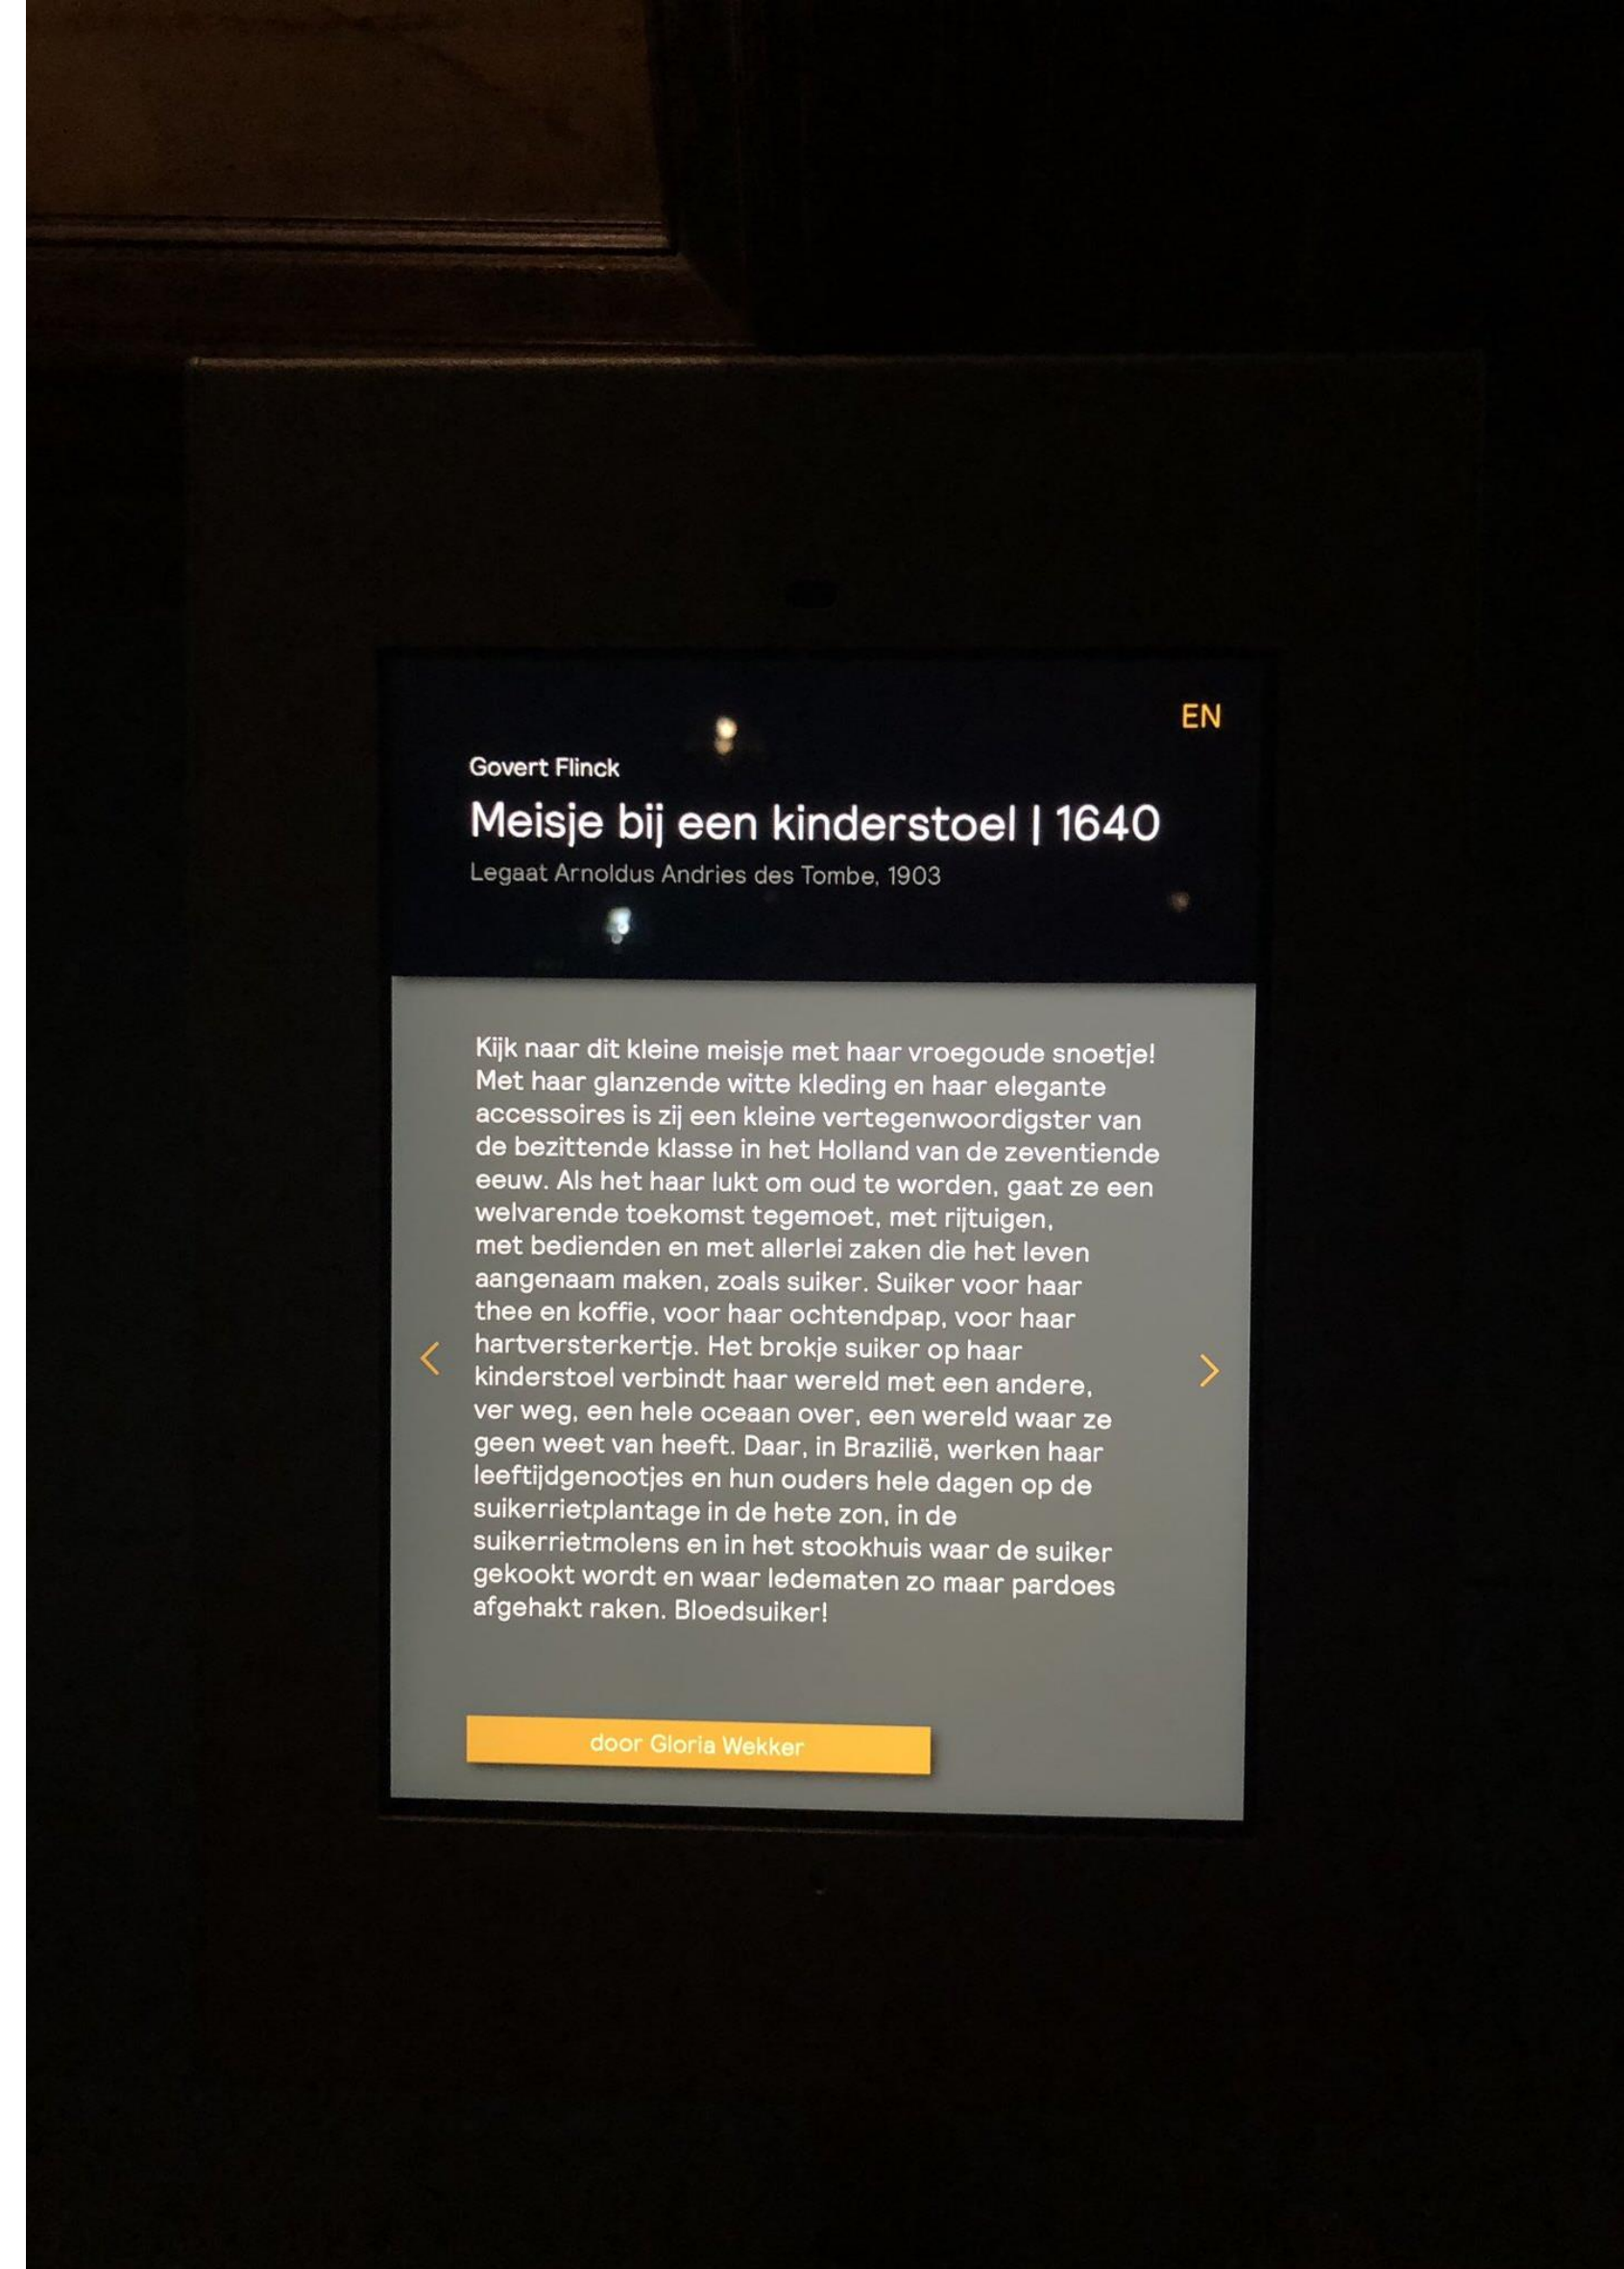 EN
Govert Flinck
Meisje bij een kinderstoel | 1640
Legaat Arnoldus Andries des Tombe, 1903
Kijk naar dit kleine meisje met haar vroegoude snoetje!
Met haar glanzende witte kleding en haar elegante
accessoires is zij een kleine vertegenwoordigster van
de bezittende klasse in het Holland van de zeventiende
eeuw. Als het haar lukt om oud te worden, gaat ze een
welvarende toekomst tegemoet, met rijtuigen,
met bedienden en met allerlei zaken die het leven
aangenaam maken, zoals suiker. Suiker voor haar
thee en koffie, voor haar ochtendpap, voor haar
hartversterkertje. Het brokje suiker op haar
kinderstoel verbindt haar wereld met een andere,
ver weg, een hele oceaan over, een wereld waar ze
geen weet van heeft. Daar, in Brazilië, werken haar
leeftijdgenootjes en hun ouders hele dagen op de
suikerrietplantage in de hete zon, in de
suikerrietmolens en in het stookhuis waar de suiker
gekookt wordt en waar ledematen zo maar pardoes
afgehakt raken. Bloedsuiker!
door Gloria Wekker